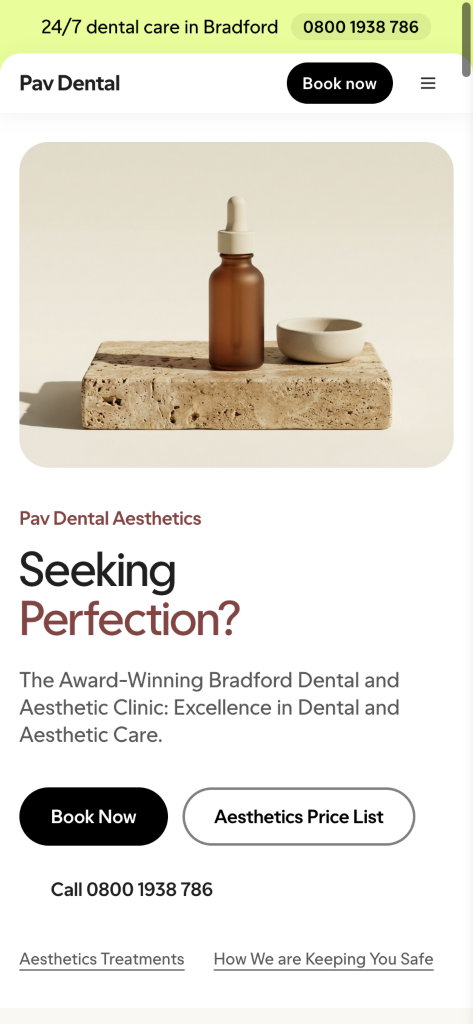 24/7 dental care in Bradford 0800 1938 786
Pav Dental Book now
Pav Dental Aesthetics
Seeking
Perfection?
The Award-Winning Bradford Dental and
Aesthetic Clinic: Excellence in Dental and
Aesthetic Care.
Book Now Aesthetics Price List
Call 0800 1938 786
Aesthetics Treatments How We are Keeping You Safe